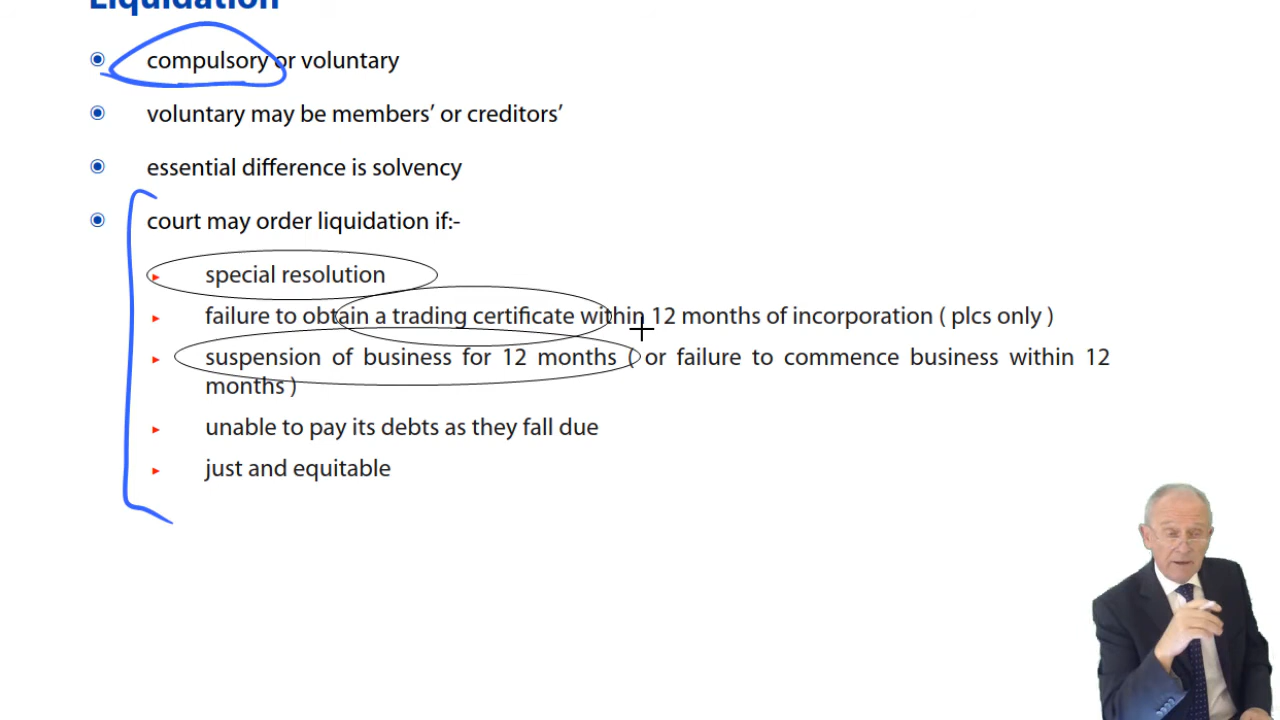 Liquidation
compulsory or voluntary
voluntary may be members’ or creditors’
essential difference is solvency
court may order liquidation if:-
special resolution
failure to obtain a trading certificate within 12 months of incorporation ( plcs only )
suspension of business for 12 months ( or failure to commence business within 12
months )
unable to pay its debts as they fall due
just and equitable